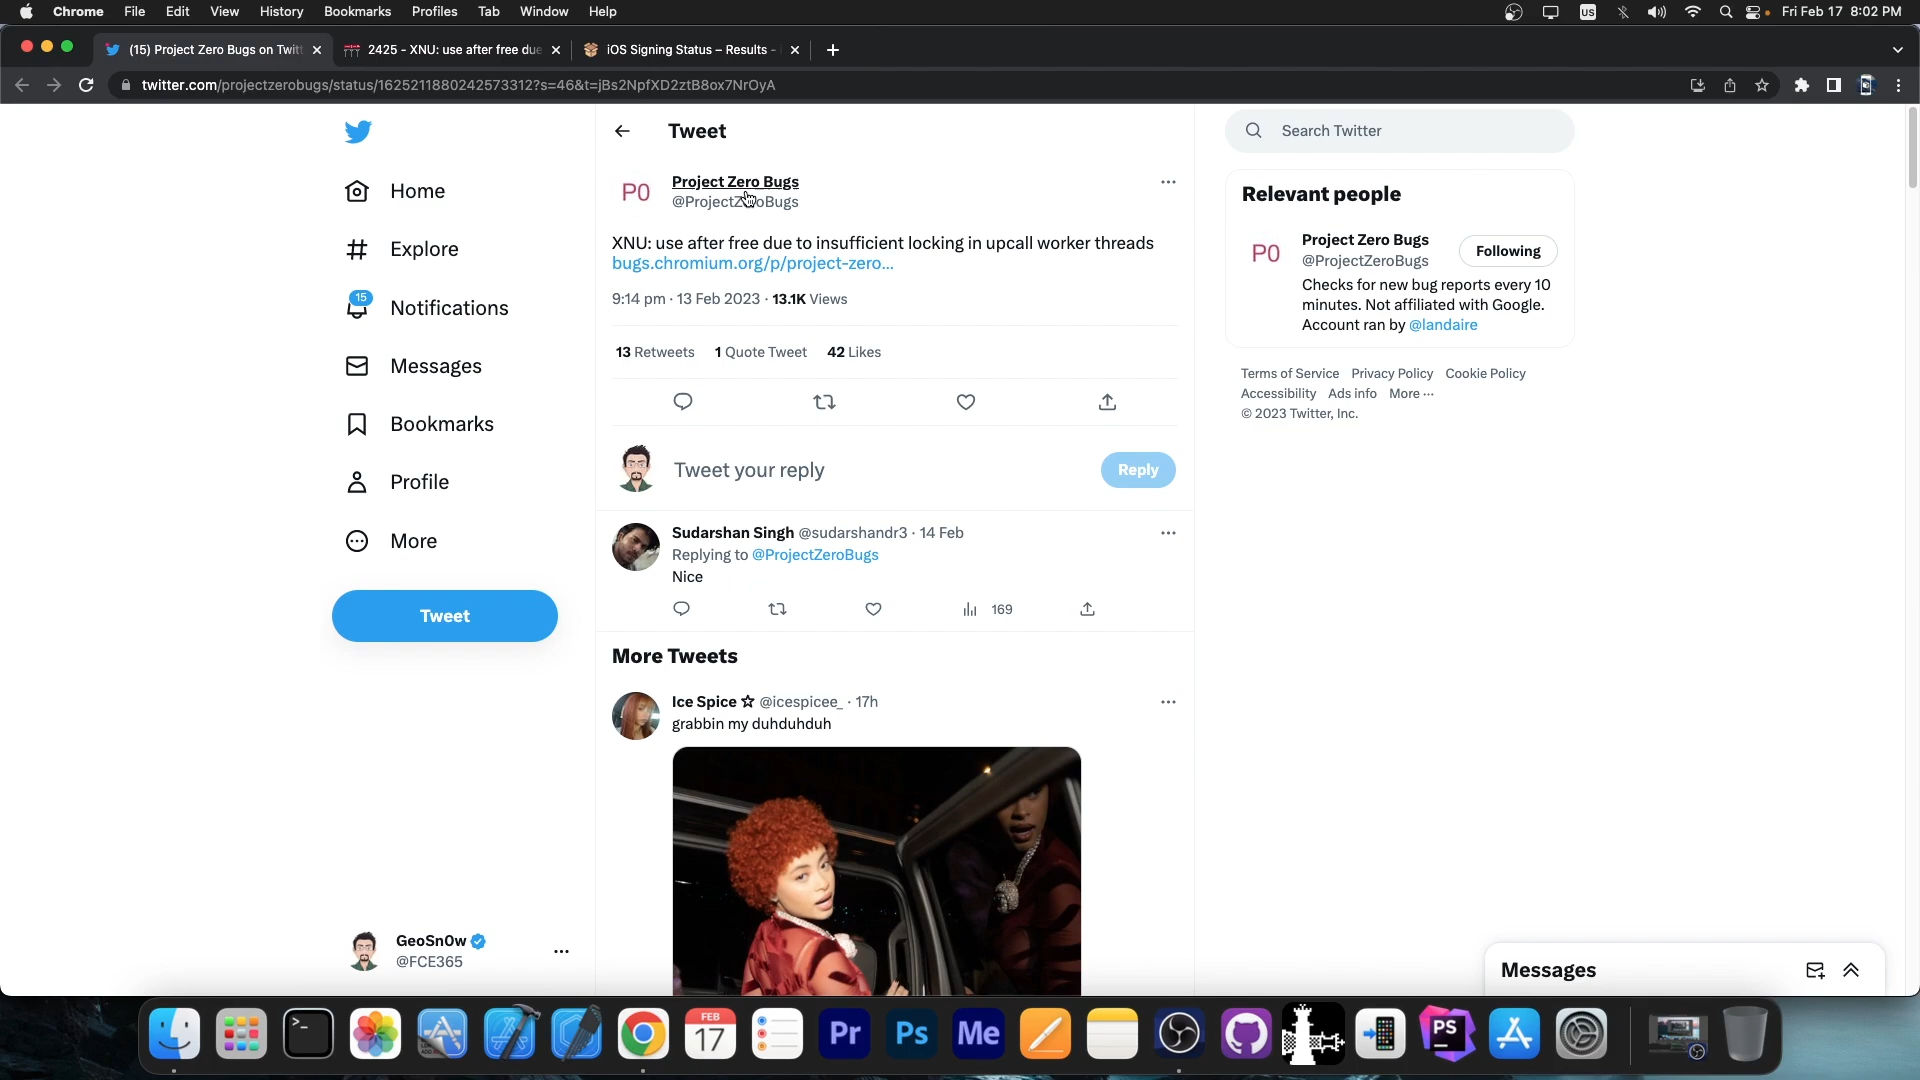 Chrome File Edit View History Bookmarks Profiles Tab Window Help US Fri Feb 17 8:02 PM
(15) Project Zero Bugs on Twitt 2425 - XNU: use after free due iOS Signing Status – Results -
twitter.com/projectzerobugs/status/1625211880242573312?s=46&t=jBs2NpfXD2ztB8ox7NrOyA
Tweet
Search Twitter
Home
Explore
15
Notifications
Messages
Bookmarks
Profile
More
Tweet
GeoSn0w
@FCE365
P0
Project Zero Bugs
@ProjectZeroBugs
XNU: use after free due to insufficient locking in upcall worker threads
bugs.chromium.org/p/project-zero...
9:14 pm · 13 Feb 2023 · 13.1K Views
13 Retweets 1 Quote Tweet 42 Likes
Tweet your reply
Reply
Sudarshan Singh @sudarshandr3 · 14 Feb
Replying to @ProjectZeroBugs
Nice
169
More Tweets
Ice Spice ☆ @icespicee_ · 17h
grabbin my duhduhduh
Relevant people
P0
Project Zero Bugs
@ProjectZeroBugs
Following
Checks for new bug reports every 10
minutes. Not affiliated with Google.
Account ran by @landaire
Terms of Service Privacy Policy Cookie Policy
Accessibility Ads info More ···
© 2023 Twitter, Inc.
Messages
FEB
17
Pr
Ps
Me
PS